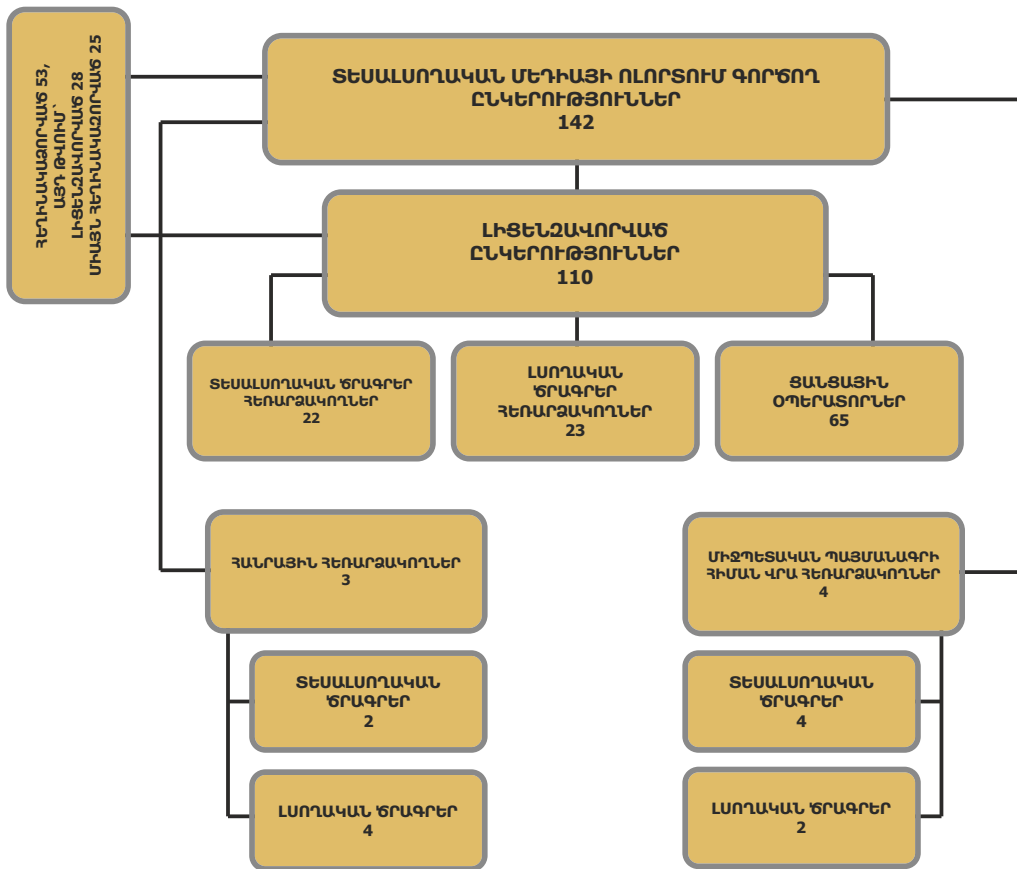 ՀԵՂԻՆԱԿԱԶՈՐՎԱԾ 53,
ԱՅԴ ԹՎՈՒՄ՝
ԼԻՑԵՆԶԱՎՈՐՎԱԾ 28
ՄԻԱՅՆ ՀԵՂԻՆԱԿԱԶՈՐՎԱԾ 25
ՏԵՍԱԼՍՈՂԱԿԱՆ ՄԵԴԻԱՅԻ ՈԼՈՐՏՈՒՄ ԳՈՐԾՈՂ
ԸՆԿԵՐՈՒԹՅՈՒՆՆԵՐ
142
ԼԻՑԵՆԶԱՎՈՐՎԱԾ
ԸՆԿԵՐՈՒԹՅՈՒՆՆԵՐ
110
ՏԵՍԱԼՍՈՂԱԿԱՆ ԾՐԱԳՐԵՐ
ՀԵՌԱՐՁԱԿՈՂՆԵՐ
22
ԼՍՈՂԱԿԱՆ
ԾՐԱԳՐԵՐ
ՀԵՌԱՐՁԱԿՈՂՆԵՐ
23
ՑԱՆՑԱՅԻՆ
ՕՊԵՐԱՏՈՐՆԵՐ
65
ՀԱՆՐԱՅԻՆ ՀԵՌԱՐՁԱԿՈՂՆԵՐ
3
ՏԵՍԱԼՍՈՂԱԿԱՆ
ԾՐԱԳՐԵՐ
2
ԼՍՈՂԱԿԱՆ ԾՐԱԳՐԵՐ
4
ՄԻՋՊԵՏԱԿԱՆ ՊԱՅՄԱՆԱԳՐԻ
ՀԻՄԱՆ ՎՐԱ ՀԵՌԱՐՁԱԿՈՂՆԵՐ
4
ՏԵՍԱԼՍՈՂԱԿԱՆ
ԾՐԱԳՐԵՐ
4
ԼՍՈՂԱԿԱՆ ԾՐԱԳՐԵՐ
2